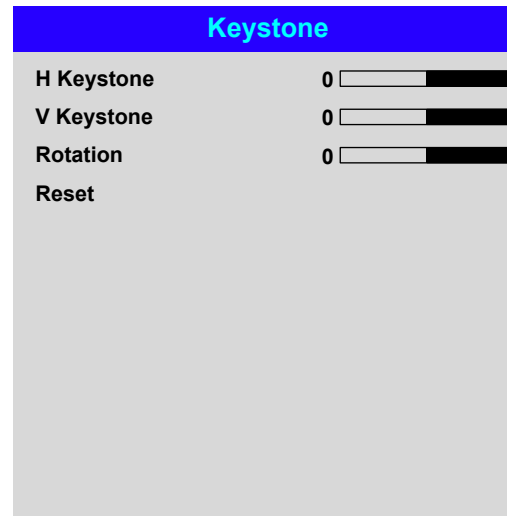 Keystone
H Keystone 0
V Keystone 0
Rotation 0
Reset